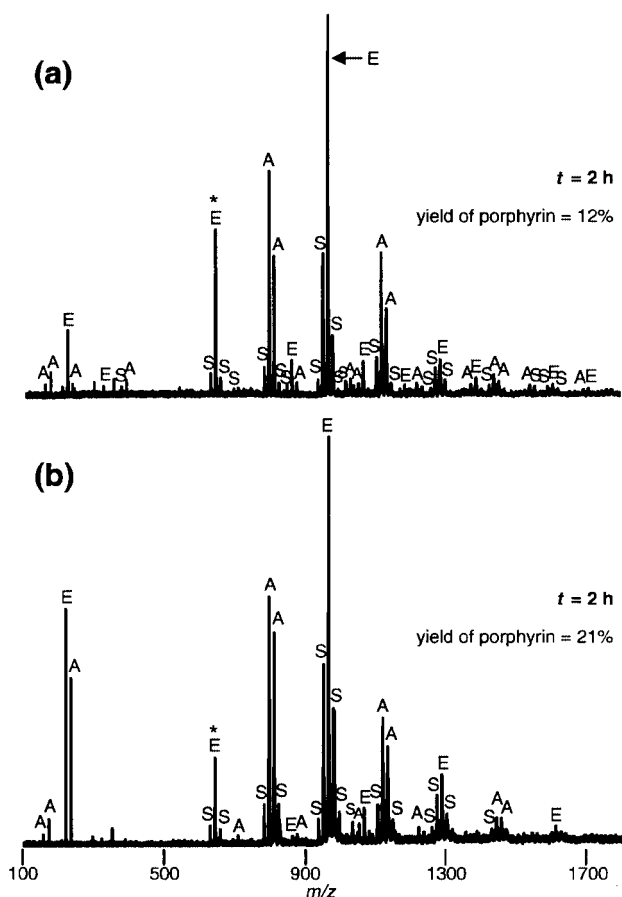 (a)
E
A
t = 2 h
*
E
yield of porphyrin = 12%
A
S
A
A
E
S
A A A E S A
S S S
S S S E A
S S S A A E
S S E A S S E
S A A S S E A S A A
A S S S E S A E
(b)
E
A
E
t = 2 h
A
yield of porphyrin = 21%
A
S
*
E
S
A
A
E
A A
S S A
S S E A
S S S A E
S S A S S
S A A S E
100 500 900 1300 1700
m/z